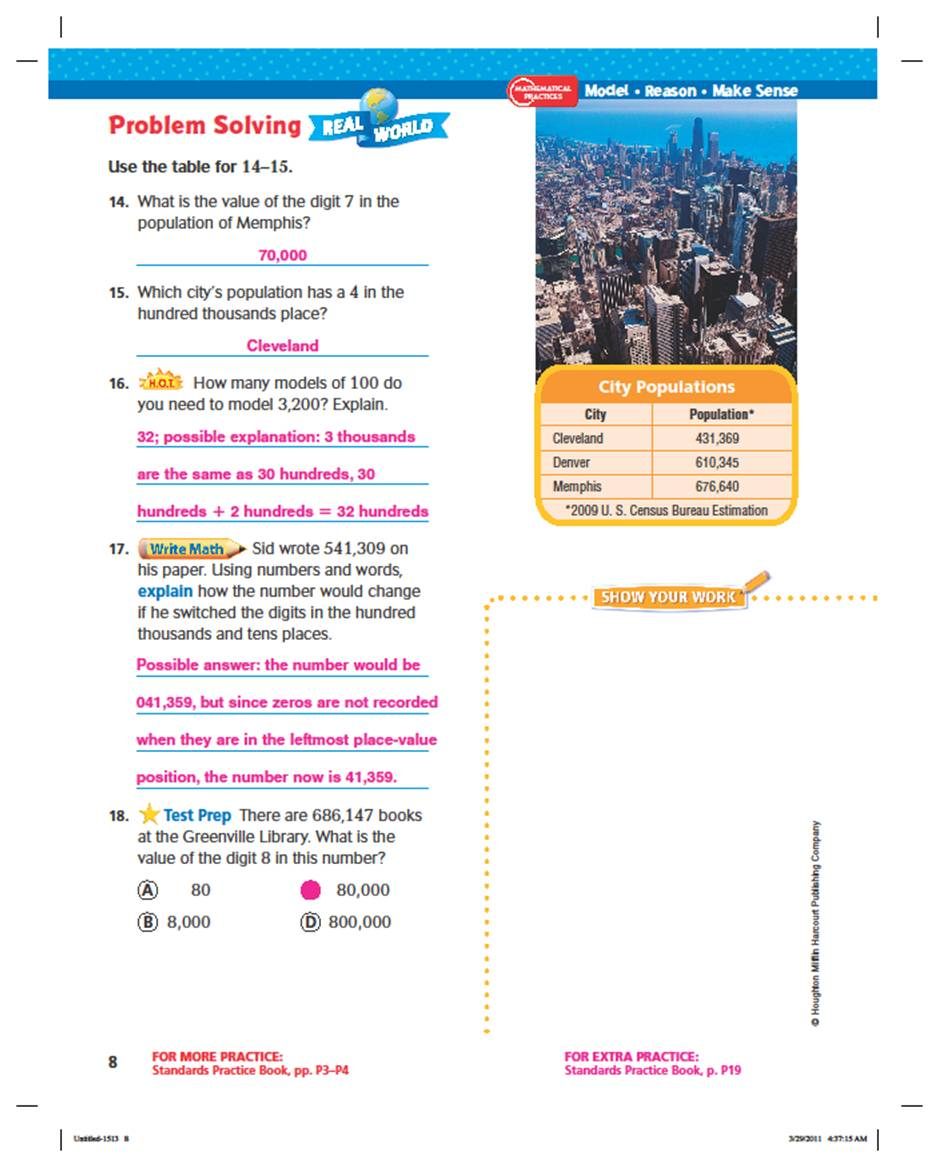 MATHEMATICAL
PRACTICES
Model • Reason • Make Sense
Problem Solving REAL WORLD
Use the table for 14–15.
14. What is the value of the digit 7 in the
population of Memphis?
70,000
15. Which city's population has a 4 in the
hundred thousands place?
Cleveland
16. H.O.T. How many models of 100 do
you need to model 3,200? Explain.
32; possible explanation: 3 thousands
are the same as 30 hundreds, 30
hundreds + 2 hundreds = 32 hundreds
17. Write Math Sid wrote 541,309 on
his paper. Using numbers and words,
explain how the number would change
if he switched the digits in the hundred
thousands and tens places.
Possible answer: the number would be
041,359, but since zeros are not recorded
when they are in the leftmost place-value
position, the number now is 41,359.
18. Test Prep There are 686,147 books
at the Greenville Library. What is the
value of the digit 8 in this number?
A 80 80,000
B 8,000 D 800,000
City Populations
City Population*
Cleveland 431,369
Denver 610,345
Memphis 676,640
*2009 U. S. Census Bureau Estimation
SHOW YOUR WORK
© Houghton Mifflin Harcourt Publishing Company
8
FOR MORE PRACTICE:
Standards Practice Book, pp. P3–P4
FOR EXTRA PRACTICE:
Standards Practice Book, p. P19
Untitled-1513 8
3/29/2011 4:37:15 AM